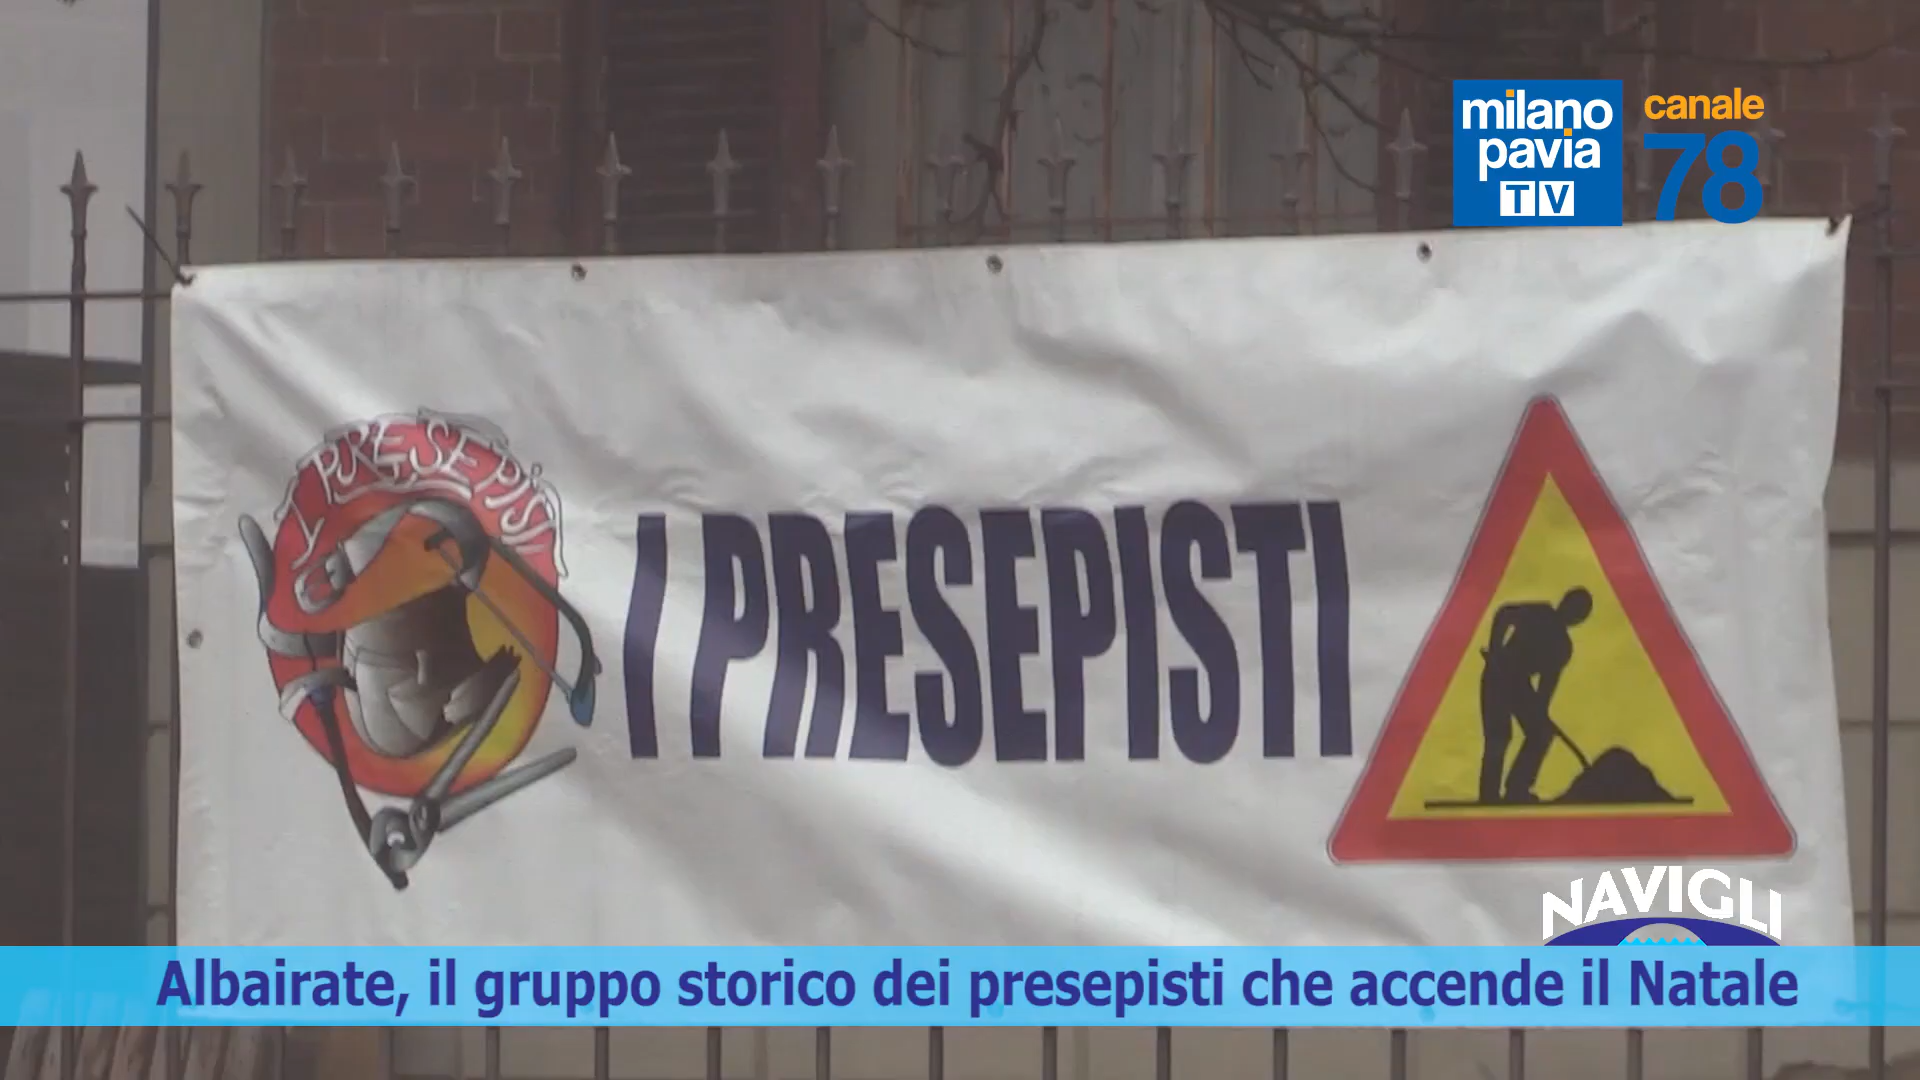 milano
pavia
TV
canale
78
I PRESEPISTI
I PRESEPISTI
NAVIGLI
Albairate, il gruppo storico dei presepisti che accende il Natale